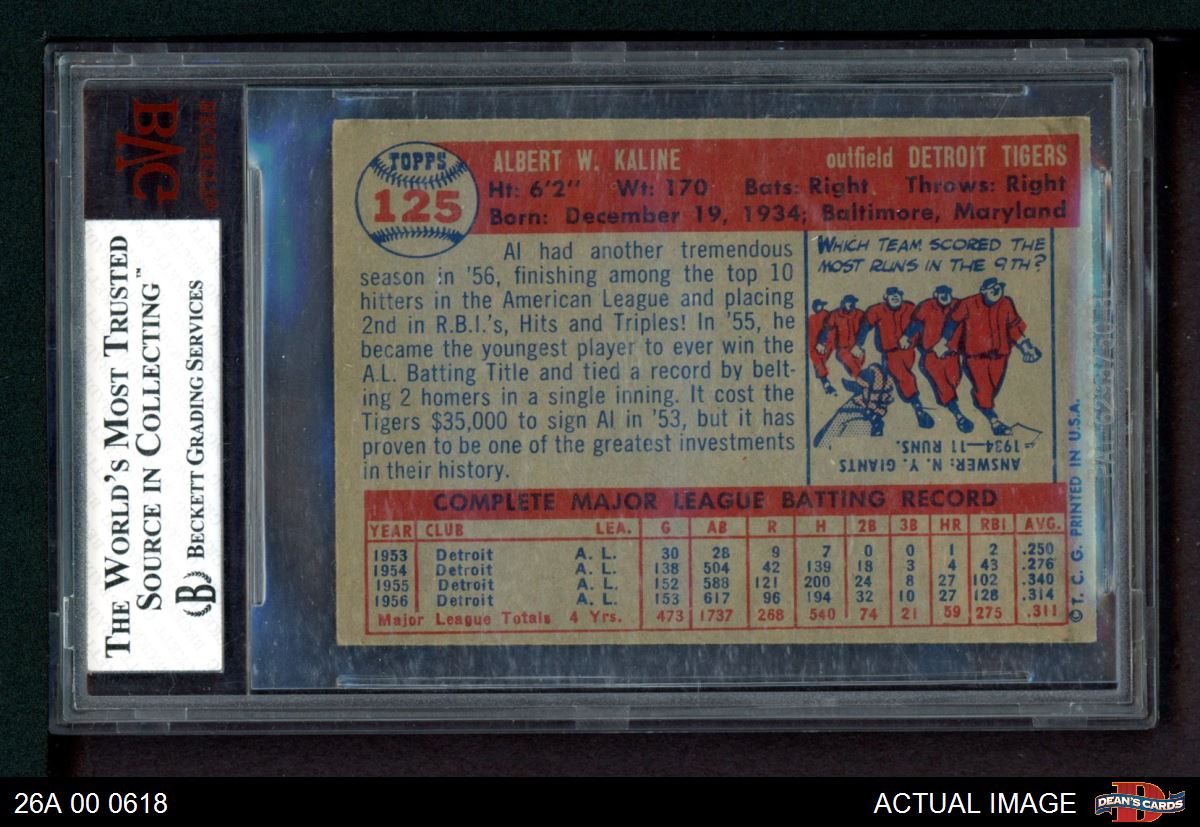 BVG
BECKETT
THE WORLD'S MOST TRUSTED
SOURCE IN COLLECTING™
B BECKETT GRADING SERVICES
TOPPS
125
ALBERT W. KALINE outfield DETROIT TIGERS
Ht: 6'2" Wt: 170 Bats: Right Throws: Right
Born: December 19, 1934; Baltimore, Maryland
Al had another tremendous
season in '56, finishing among the top 10
hitters in the American League and placing
2nd in R.B.I.'s, Hits and Triples! In '55, he
became the youngest player to ever win the
A.L. Batting Title and tied a record by belt-
ing 2 homers in a single inning. It cost the
Tigers $35,000 to sign Al in '53, but it has
proven to be one of the greatest investments
in their history.
WHICH TEAM SCORED THE
MOST RUNS IN THE 9TH?
ANSWER: N. Y. GIANTS
1934—11 RUNS.
COMPLETE MAJOR LEAGUE BATTING RECORD
YEAR CLUB LEA. G AB R H 2B 3B HR RBI AVG.
1953 Detroit A. L. 30 28 9 7 0 0 1 2 .250
1954 Detroit A. L. 138 504 42 139 18 3 4 43 .276
1955 Detroit A. L. 152 588 121 200 24 8 27 102 .340
1956 Detroit A. L. 153 617 96 194 32 10 27 128 .314
Major League Totals 4 Yrs. 473 1737 268 540 74 21 59 275 .311
© T. C. G. PRINTED IN U.S.A.
26A 00 0618
ACTUAL IMAGE
DEAN'S CARDS